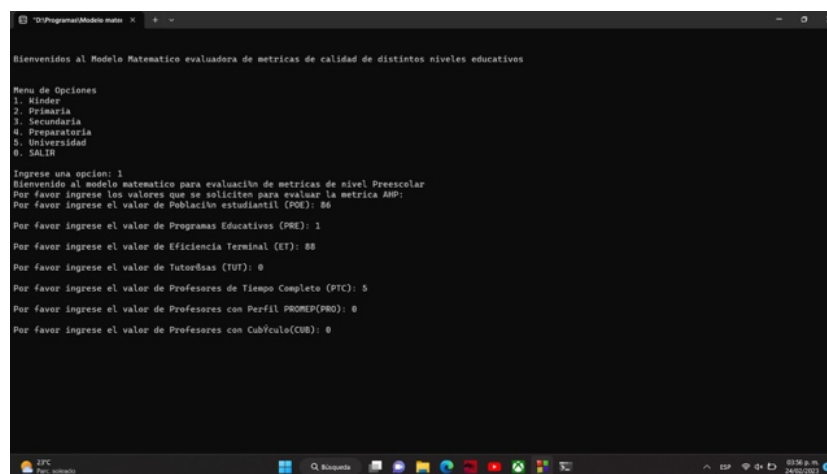 "D:\Programas\Modelo matem
Bienvenidos al Modelo Matematico evaluadora de metricas de calidad de distintos niveles educativos
Menu de Opciones
1. Kinder
2. Primaria
3. Secundaria
4. Preparatoria
5. Universidad
0. SALIR
Ingrese una opcion: 1
Bienvenido al modelo matematico para evaluaci%n de metricas de nivel Preescolar
Por favor ingrese los valores que se soliciten para evaluar la metrica AHP:
Por favor ingrese el valor de Poblaci%n estudiantil (POE): 86
Por favor ingrese el valor de Programas Educativos (PRE): 1
Por favor ingrese el valor de Eficiencia Terminal (ET): 88
Por favor ingrese el valor de Tutorßsas (TUT): 0
Por favor ingrese el valor de Profesores de Tiempo Completo (PTC): 5
Por favor ingrese el valor de Profesores con Perfil PROMEP(PRO): 0
Por favor ingrese el valor de Profesores con CubÝculo(CUB): 0
23°C
Parc. soleado
Búsqueda
ESP
03:56 p. m.
24/02/2023